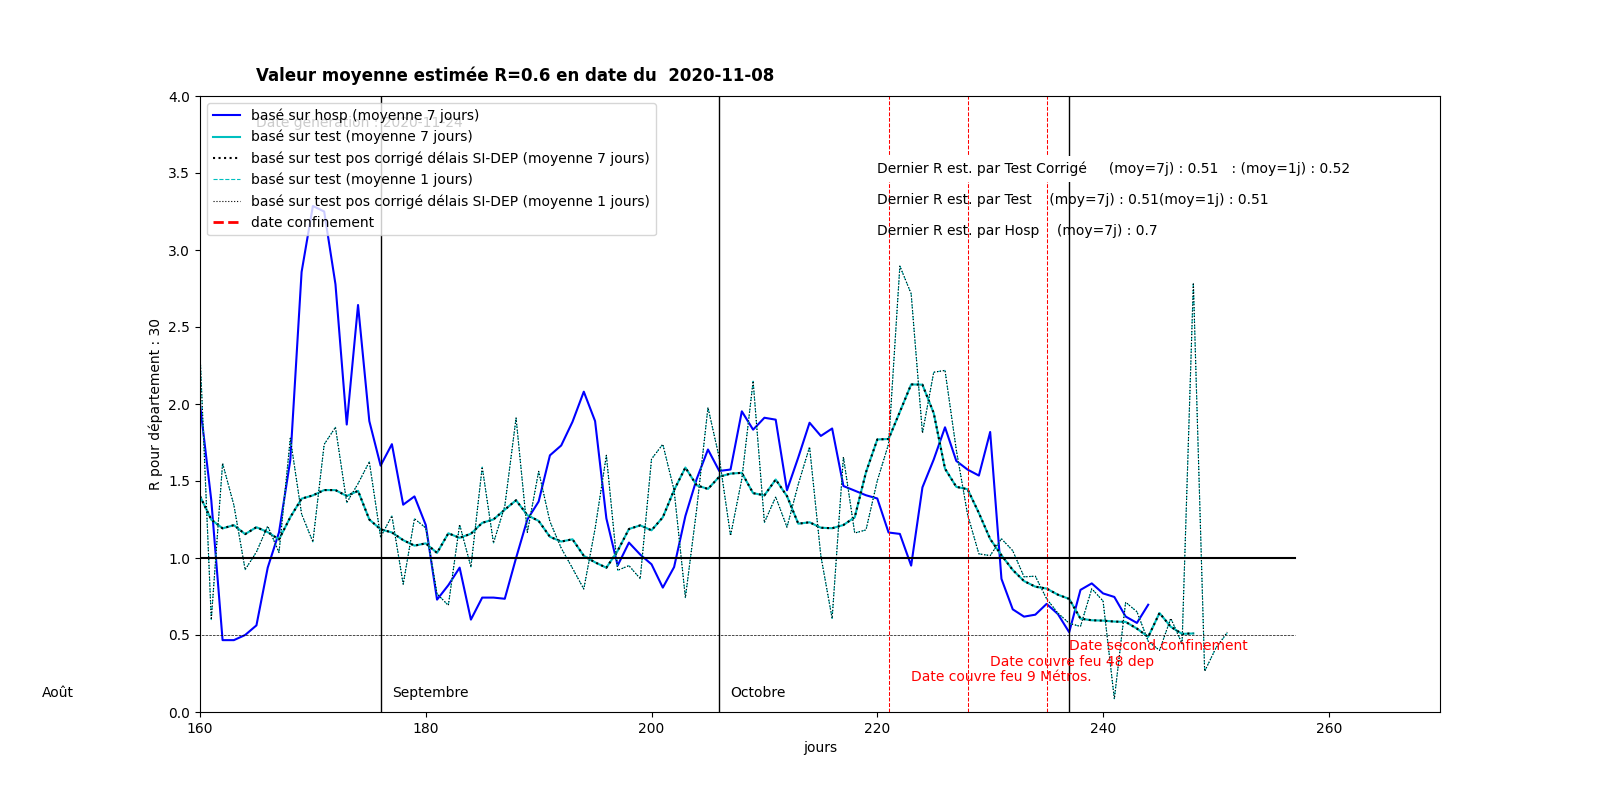 Valeur moyenne estimée R=0.6 en date du  2020-11-08
Date génération : 2020-11-24
basé sur hosp (moyenne 7 jours)
basé sur test (moyenne 7 jours)
basé sur test pos corrigé délais SI-DEP (moyenne 7 jours)
basé sur test (moyenne 1 jours)
basé sur test pos corrigé délais SI-DEP (moyenne 1 jours)
date confinement
Dernier R est. par Test Corrigé (moy=7j) : 0.51 : (moy=1j) : 0.52
Dernier R est. par Test (moy=7j) : 0.51(moy=1j) : 0.51
Dernier R est. par Hosp (moy=7j) : 0.7
R pour département : 30
4.0
3.5
3.0
2.5
2.0
1.5
1.0
0.5
0.0
Date second confinement
Date couvre feu 48 dep
Date couvre feu 9 Métros.
Août
Septembre
Octobre
160
180
200
220
240
260
jours